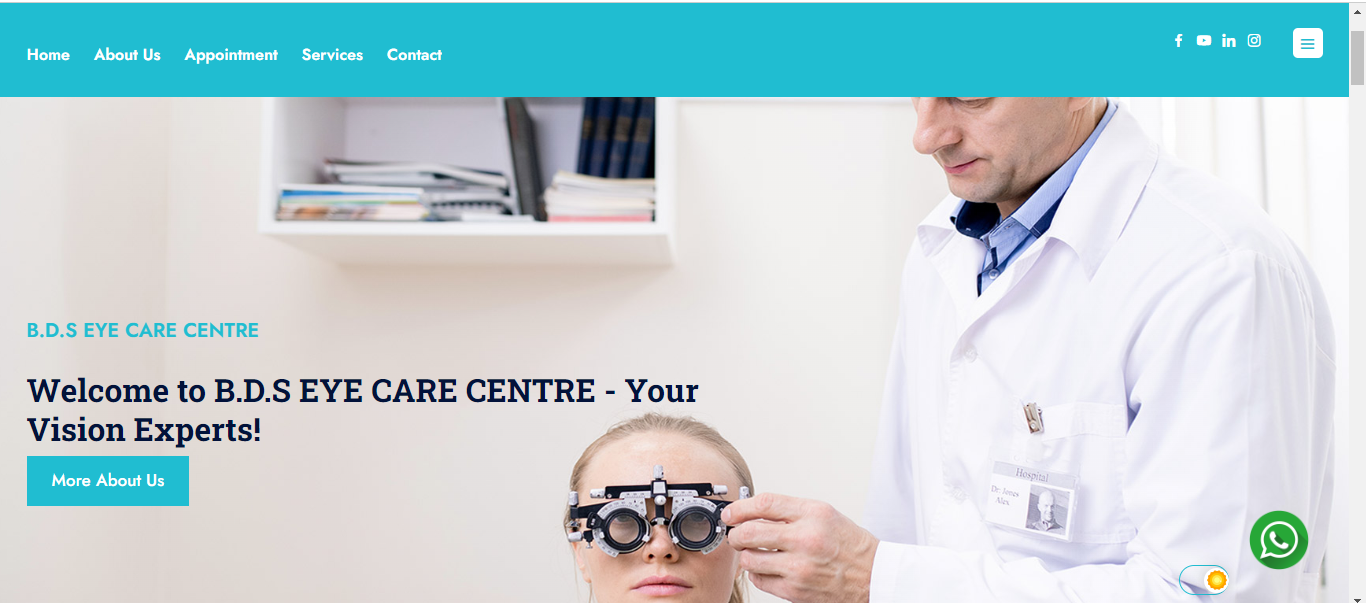 Home About Us Appointment Services Contact
B.D.S EYE CARE CENTRE
Welcome to B.D.S EYE CARE CENTRE - Your
Vision Experts!
More About Us
Hospital
Dr. James
Alex